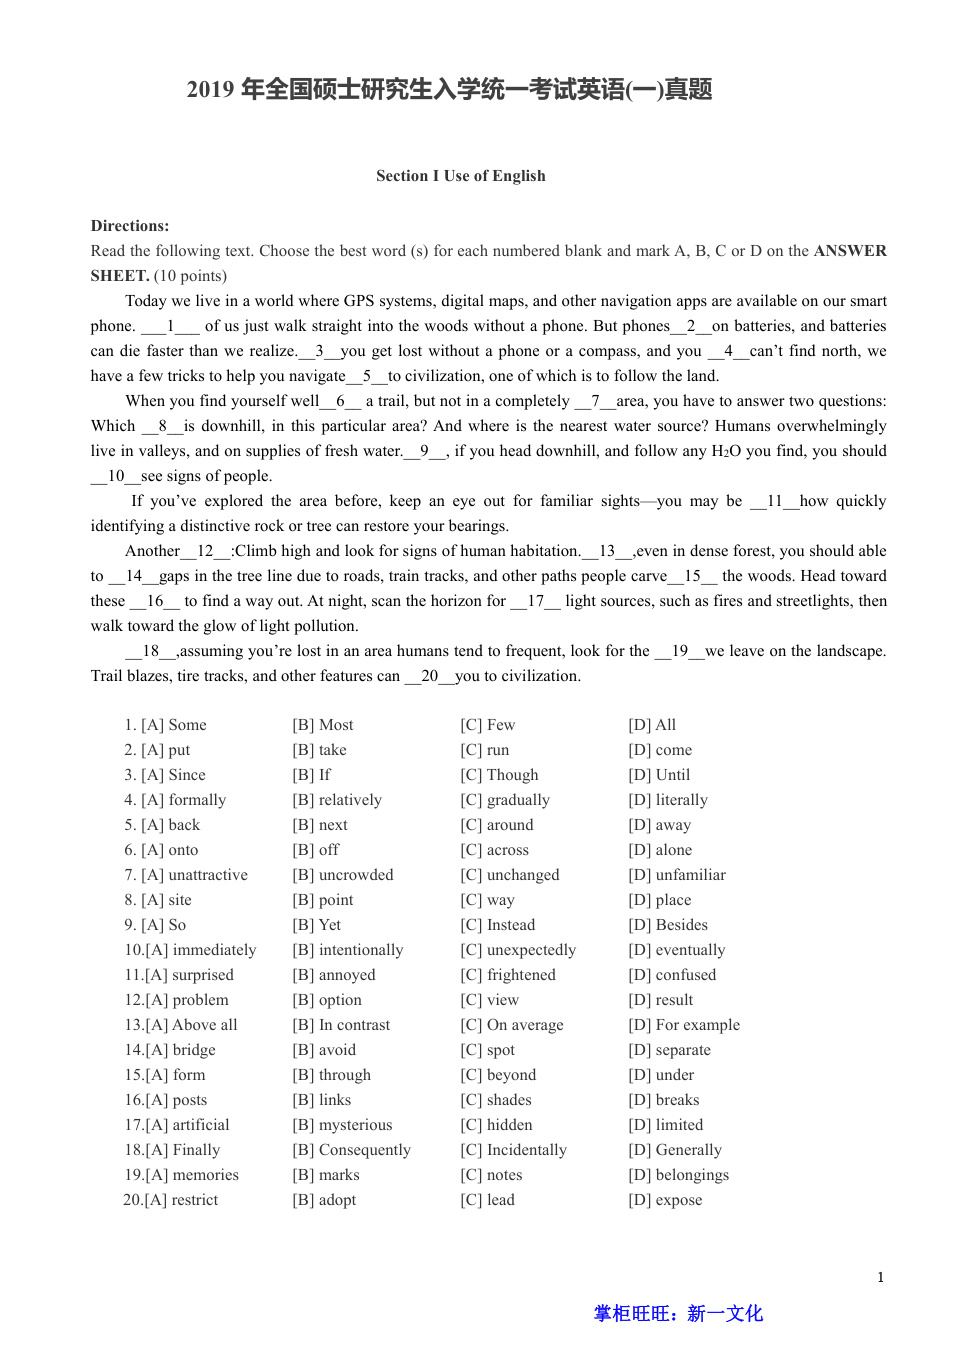 2019 年全国硕士研究生入学统一考试英语(一)真题
Section I Use of English
Directions:
Read the following text. Choose the best word (s) for each numbered blank and mark A, B, C or D on the ANSWER
SHEET. (10 points)
Today we live in a world where GPS systems, digital maps, and other navigation apps are available on our smart
phone. ___1___ of us just walk straight into the woods without a phone. But phones__2__on batteries, and batteries
can die faster than we realize.__3__you get lost without a phone or a compass, and you __4__can't find north, we
have a few tricks to help you navigate__5__to civilization, one of which is to follow the land.
When you find yourself well__6__ a trail, but not in a completely __7__area, you have to answer two questions:
Which __8__is downhill, in this particular area? And where is the nearest water source? Humans overwhelmingly
live in valleys, and on supplies of fresh water.__9__, if you head downhill, and follow any H₂O you find, you should
__10__see signs of people.
If you've explored the area before, keep an eye out for familiar sights—you may be __11__how quickly
identifying a distinctive rock or tree can restore your bearings.
Another__12__:Climb high and look for signs of human habitation.__13__,even in dense forest, you should able
to __14__gaps in the tree line due to roads, train tracks, and other paths people carve__15__ the woods. Head toward
these __16__ to find a way out. At night, scan the horizon for __17__ light sources, such as fires and streetlights, then
walk toward the glow of light pollution.
__18__,assuming you're lost in an area humans tend to frequent, look for the __19__we leave on the landscape.
Trail blazes, tire tracks, and other features can __20__you to civilization.
1. [A] Some [B] Most [C] Few [D] All
2. [A] put [B] take [C] run [D] come
3. [A] Since [B] If [C] Though [D] Until
4. [A] formally [B] relatively [C] gradually [D] literally
5. [A] back [B] next [C] around [D] away
6. [A] onto [B] off [C] across [D] alone
7. [A] unattractive [B] uncrowded [C] unchanged [D] unfamiliar
8. [A] site [B] point [C] way [D] place
9. [A] So [B] Yet [C] Instead [D] Besides
10.[A] immediately [B] intentionally [C] unexpectedly [D] eventually
11.[A] surprised [B] annoyed [C] frightened [D] confused
12.[A] problem [B] option [C] view [D] result
13.[A] Above all [B] In contrast [C] On average [D] For example
14.[A] bridge [B] avoid [C] spot [D] separate
15.[A] form [B] through [C] beyond [D] under
16.[A] posts [B] links [C] shades [D] breaks
17.[A] artificial [B] mysterious [C] hidden [D] limited
18.[A] Finally [B] Consequently [C] Incidentally [D] Generally
19.[A] memories [B] marks [C] notes [D] belongings
20.[A] restrict [B] adopt [C] lead [D] expose
1
掌柜旺旺：新一文化